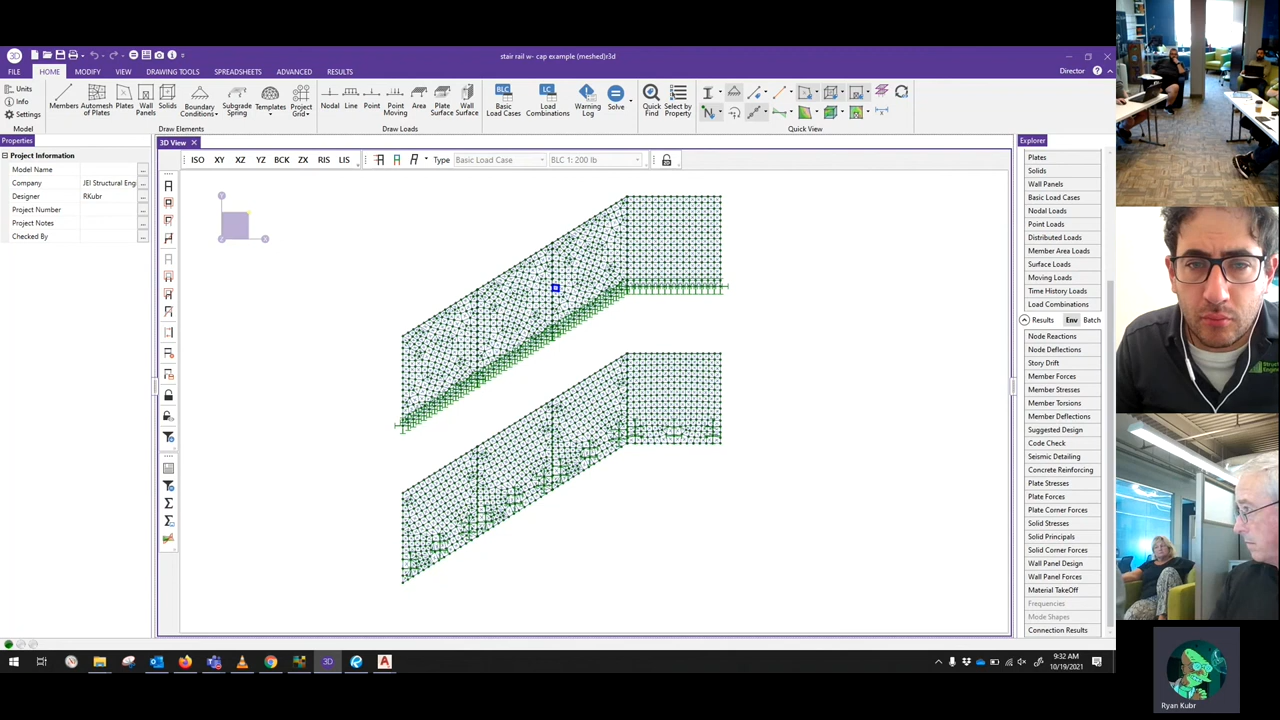 3D
stair rail w- cap example (meshed)r3d
FILE HOME MODIFY VIEW DRAWING TOOLS SPREADSHEETS ADVANCED RESULTS Director
Units
Info
Settings
Model
Members Automesh of Plates Plates Wall Panels Solids Boundary Conditions Subgrade Spring Templates Project Grid
Draw Elements
Nodal Line Point Point Moving Area Plate Surface Wall Surface
Draw Loads
BLC Basic Load Cases LC Load Combinations Warning Log Solve
Quick Find Select by Property
Quick View
Properties
Project Information
Model Name
Company JEI Structural Eng
Designer RKubr
Project Number
Project Notes
Checked By
3D View
ISO XY XZ YZ BCK ZX RIS LIS Type Basic Load Case BLC 1: 200 lb
Y
Z X
Explorer
Plates
Solids
Wall Panels
Basic Load Cases
Nodal Loads
Point Loads
Distributed Loads
Member Area Loads
Surface Loads
Moving Loads
Time History Loads
Load Combinations
Results Env Batch
Node Reactions
Node Deflections
Story Drift
Member Forces
Member Stresses
Member Torsions
Member Deflections
Suggested Design
Code Check
Seismic Detailing
Concrete Reinforcing
Plate Stresses
Plate Forces
Plate Corner Forces
Solid Stresses
Solid Principals
Solid Corner Forces
Wall Panel Design
Wall Panel Forces
Material TakeOff
Frequencies
Mode Shapes
Connection Results
3D
9:32 AM
10/19/2021
Ryan Kubr